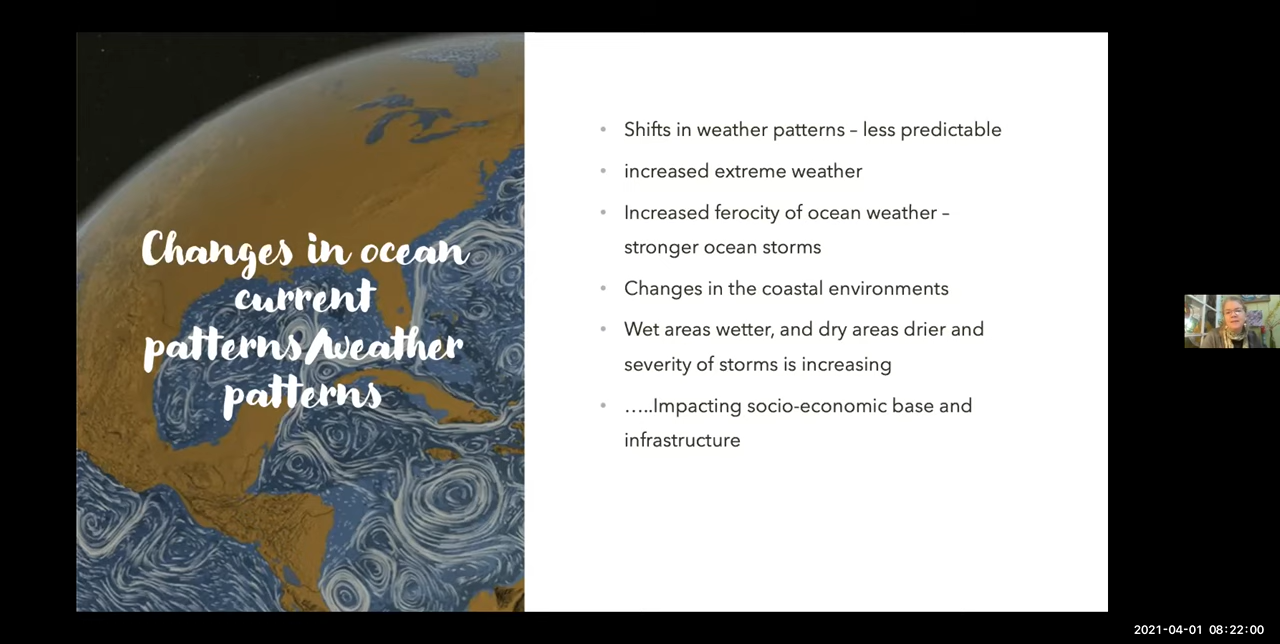 Changes in ocean
current
patterns/weather
patterns
• Shifts in weather patterns – less predictable
• increased extreme weather
• Increased ferocity of ocean weather –
stronger ocean storms
• Changes in the coastal environments
• Wet areas wetter, and dry areas drier and
severity of storms is increasing
• …..Impacting socio-economic base and
infrastructure
2021-04-01 08:22:00